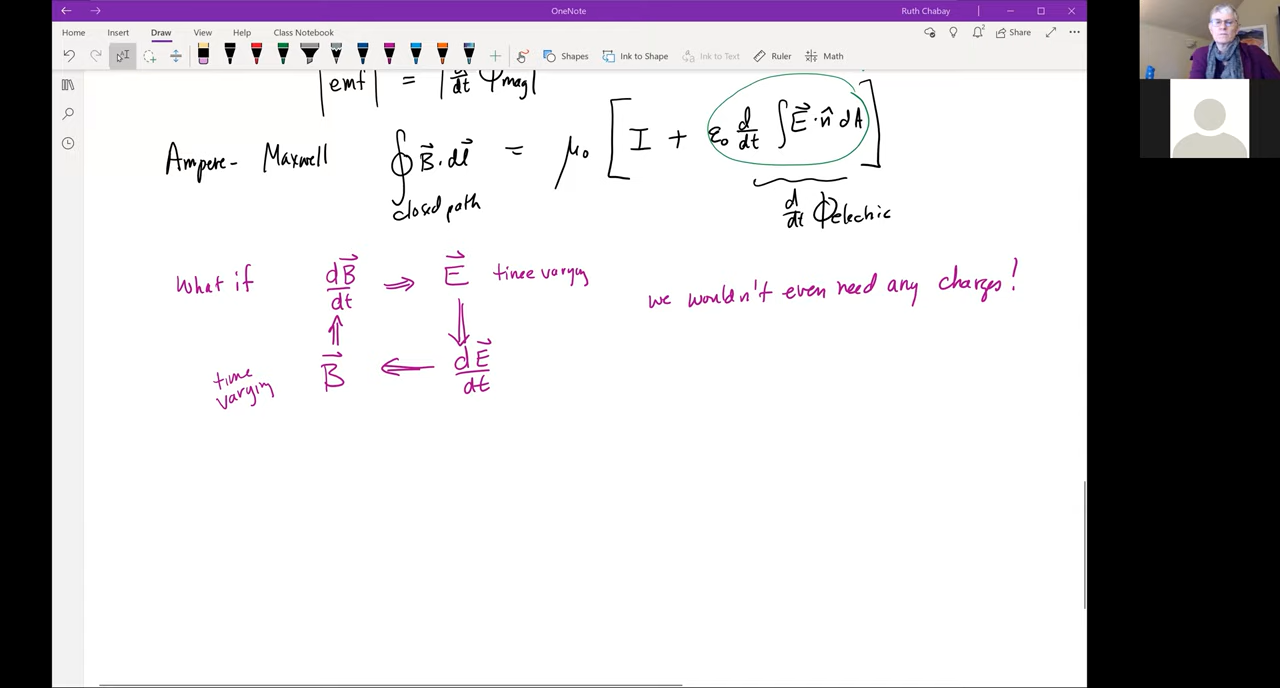 OneNote
Ruth Chabay
Home Insert Draw View Help Class Notebook
Share
Shapes Ink to Shape Ink to Text Ruler Math
|emf| = |d/dt Φmag|
Ampere-Maxwell ∮ B⃗·dl⃗ = μ₀ [ I + ε₀ d/dt ∫ E⃗·n̂ dA ]
closed path
d/dt Φelectric
What if dB⃗/dt ⇒ E⃗ time varying
we wouldn't even need any charges!
⇑ ⇓
time varying B⃗ ⇐ dE⃗/dt